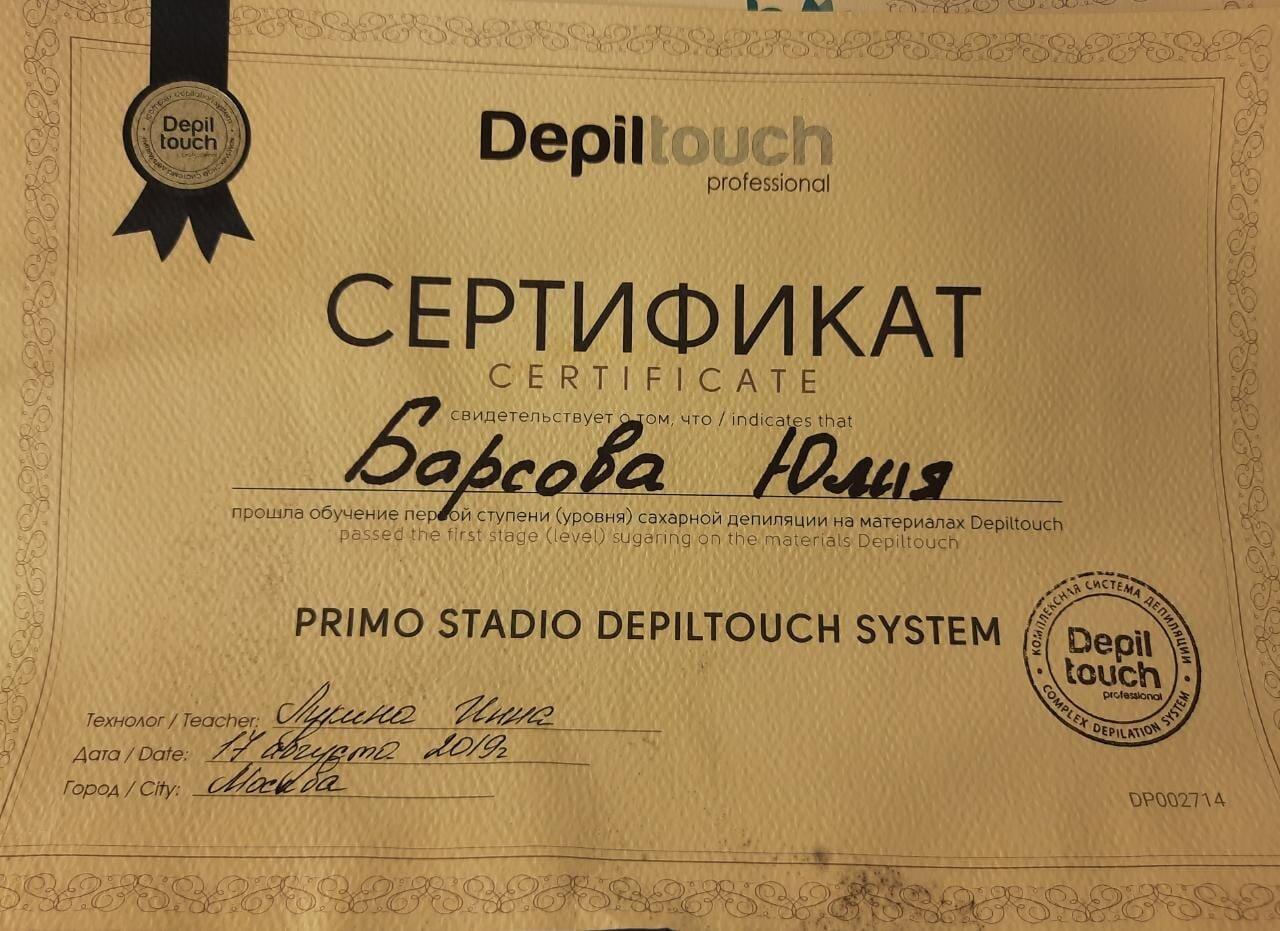 Depil
touch
Depiltouch
professional
СЕРТИФИКАТ
CERTIFICATE
свидетельствует о том, что / indicates that
Барсова Юлия
прошла обучение первой ступени (уровня) сахарной депиляции на материалах Depiltouch
passed the first stage (level) sugaring on the materials Depiltouch
PRIMO STADIO DEPILTOUCH SYSTEM
КОМПЛЕКСНАЯ СИСТЕМА ДЕПИЛЯЦИИ
Depil
touch
professional
COMPLEX DEPILATION SYSTEM
Технолог / Teacher: Лукина Инна
Дата / Date: 17 августа 2019г
Город / City: Москва
DP002714